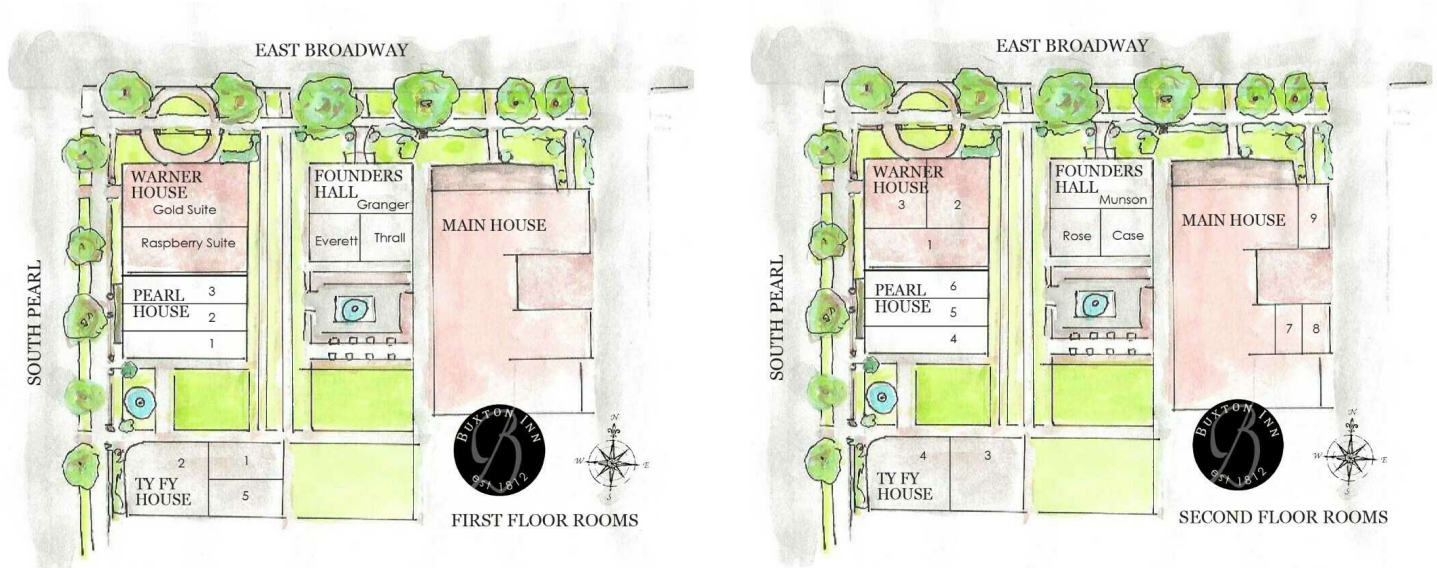 EAST BROADWAY
WARNER
HOUSE
Gold Suite
Raspberry Suite
FOUNDERS
HALL
Granger
Everett
Thrall
MAIN HOUSE
PEARL
HOUSE
3
2
1
SOUTH PEARL
TY FY
HOUSE
2
1
5
BUXTON INN
B
est 1812
N
W
E
S
FIRST FLOOR ROOMS
EAST BROADWAY
WARNER
HOUSE
3
2
1
FOUNDERS
HALL
Munson
Rose
Case
MAIN HOUSE
9
7
8
PEARL
HOUSE
6
5
4
SOUTH PEARL
TY FY
HOUSE
4
3
BUXTON INN
B
est 1812
N
W
E
S
SECOND FLOOR ROOMS